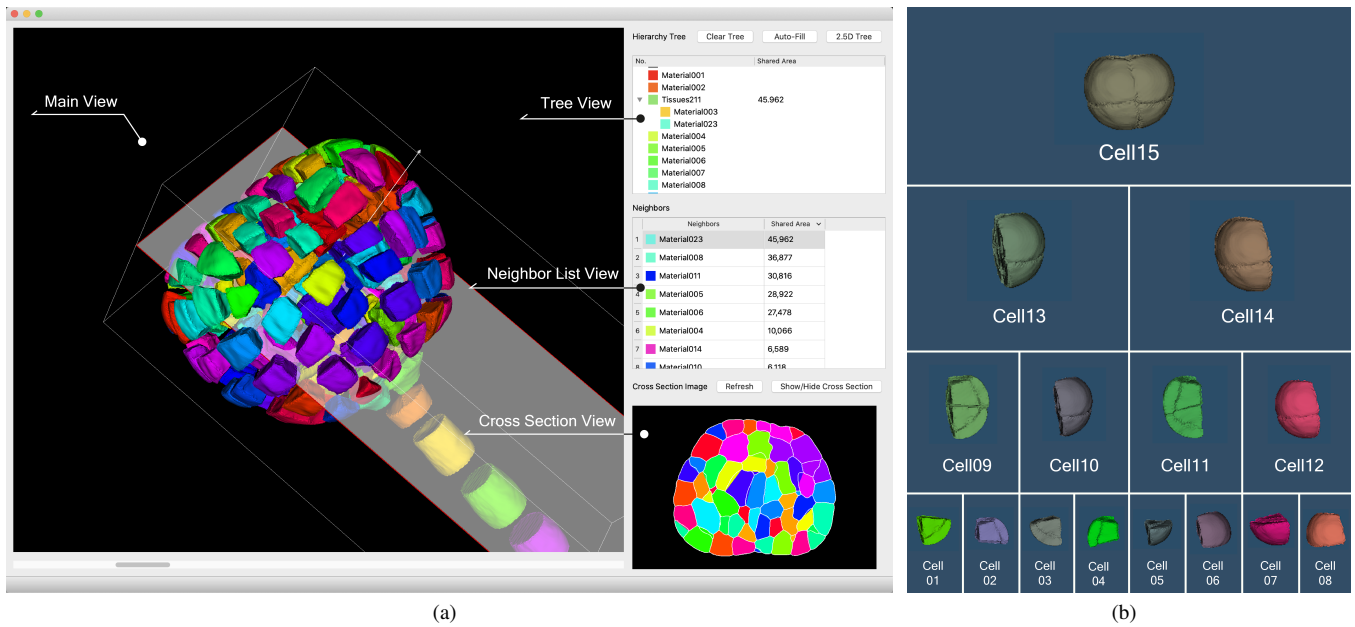 Hierarchy Tree Clear Tree Auto-Fill 2.5D Tree
No. Shared Area
Material001
Material002
Tissues211 45.962
Material003
Material023
Material004
Material005
Material006
Material007
Material008
Main View
Tree View
Neighbors
Neighbors Shared Area
1 Material023 45,962
2 Material008 36,877
3 Material011 30,816
4 Material005 28,922
5 Material006 27,478
6 Material004 10,066
7 Material014 6,589
8 Material010 6,118
Neighbor List View
Cross Section Image Refresh Show/Hide Cross Section
Cross Section View
(a)
Cell15
Cell13 Cell14
Cell09 Cell10 Cell11 Cell12
Cell Cell Cell Cell Cell Cell Cell Cell
01 02 03 04 05 06 07 08
(b)